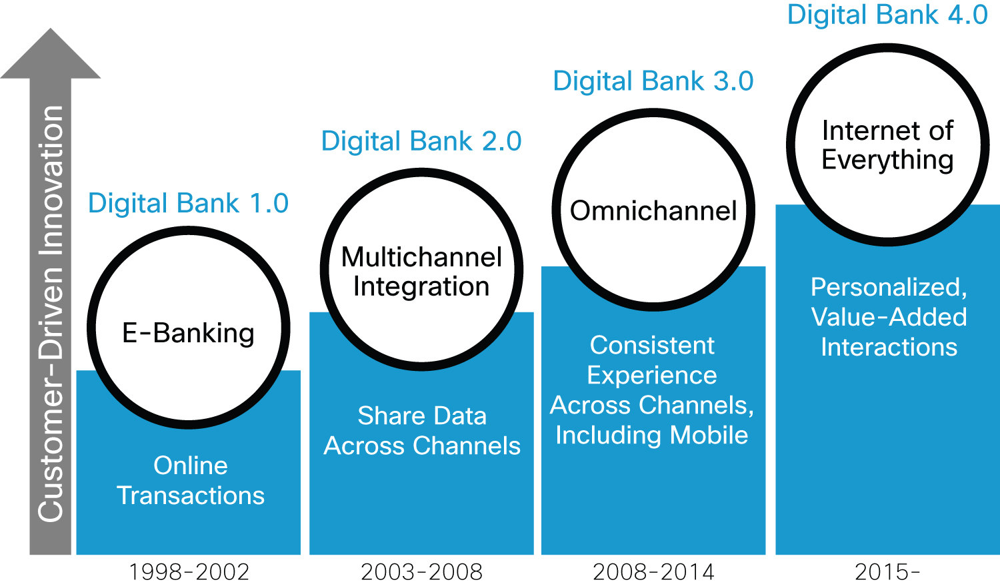 Customer-Driven Innovation
Digital Bank 1.0
E-Banking
Online
Transactions
1998-2002
Digital Bank 2.0
Multichannel
Integration
Share Data
Across Channels
2003-2008
Digital Bank 3.0
Omnichannel
Consistent
Experience
Across Channels,
Including Mobile
2008-2014
Digital Bank 4.0
Internet of
Everything
Personalized,
Value-Added
Interactions
2015-